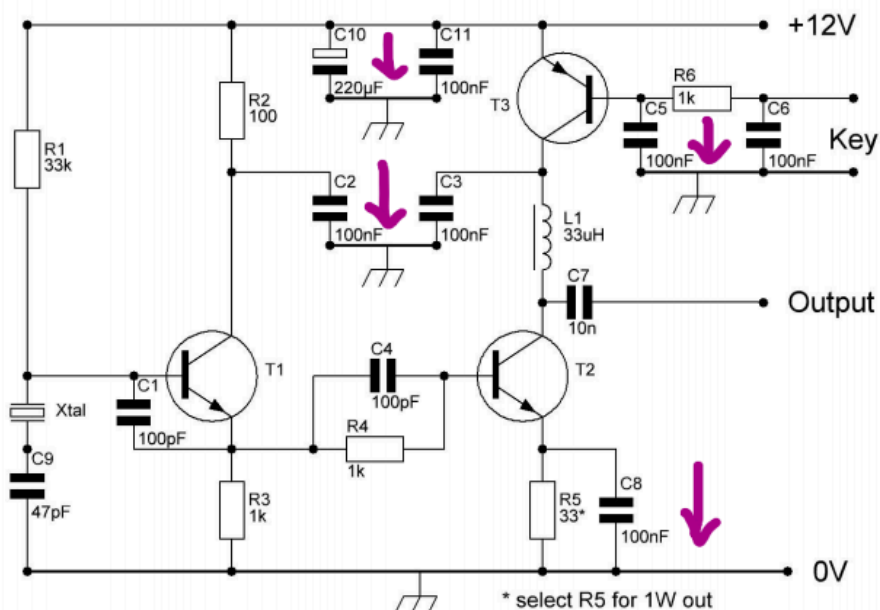 C10
C11
+12V
220µF
100nF
R2
100
R6
1k
T3
C5
C6
R1
33k
100nF
100nF
Key
C2
C3
100nF
100nF
L1
33uH
C7
10n
Output
T1
C4
100pF
T2
Xtal
C1
100pF
R4
1k
C9
47pF
R3
1k
R5
33*
C8
100nF
0V
* select R5 for 1W out